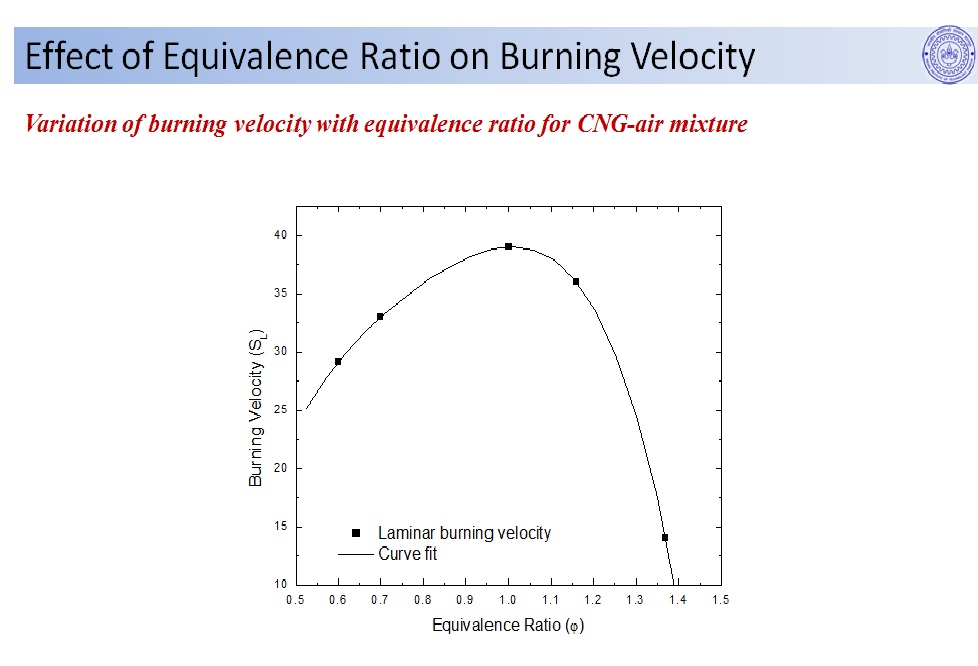 Effect of Equivalence Ratio on Burning Velocity
Variation of burning velocity with equivalence ratio for CNG-air mixture
40
35
30
25
20
15
10
Burning Velocity (S_L)
Laminar burning velocity
Curve fit
0.5 0.6 0.7 0.8 0.9 1.0 1.1 1.2 1.3 1.4 1.5
Equivalence Ratio (φ)